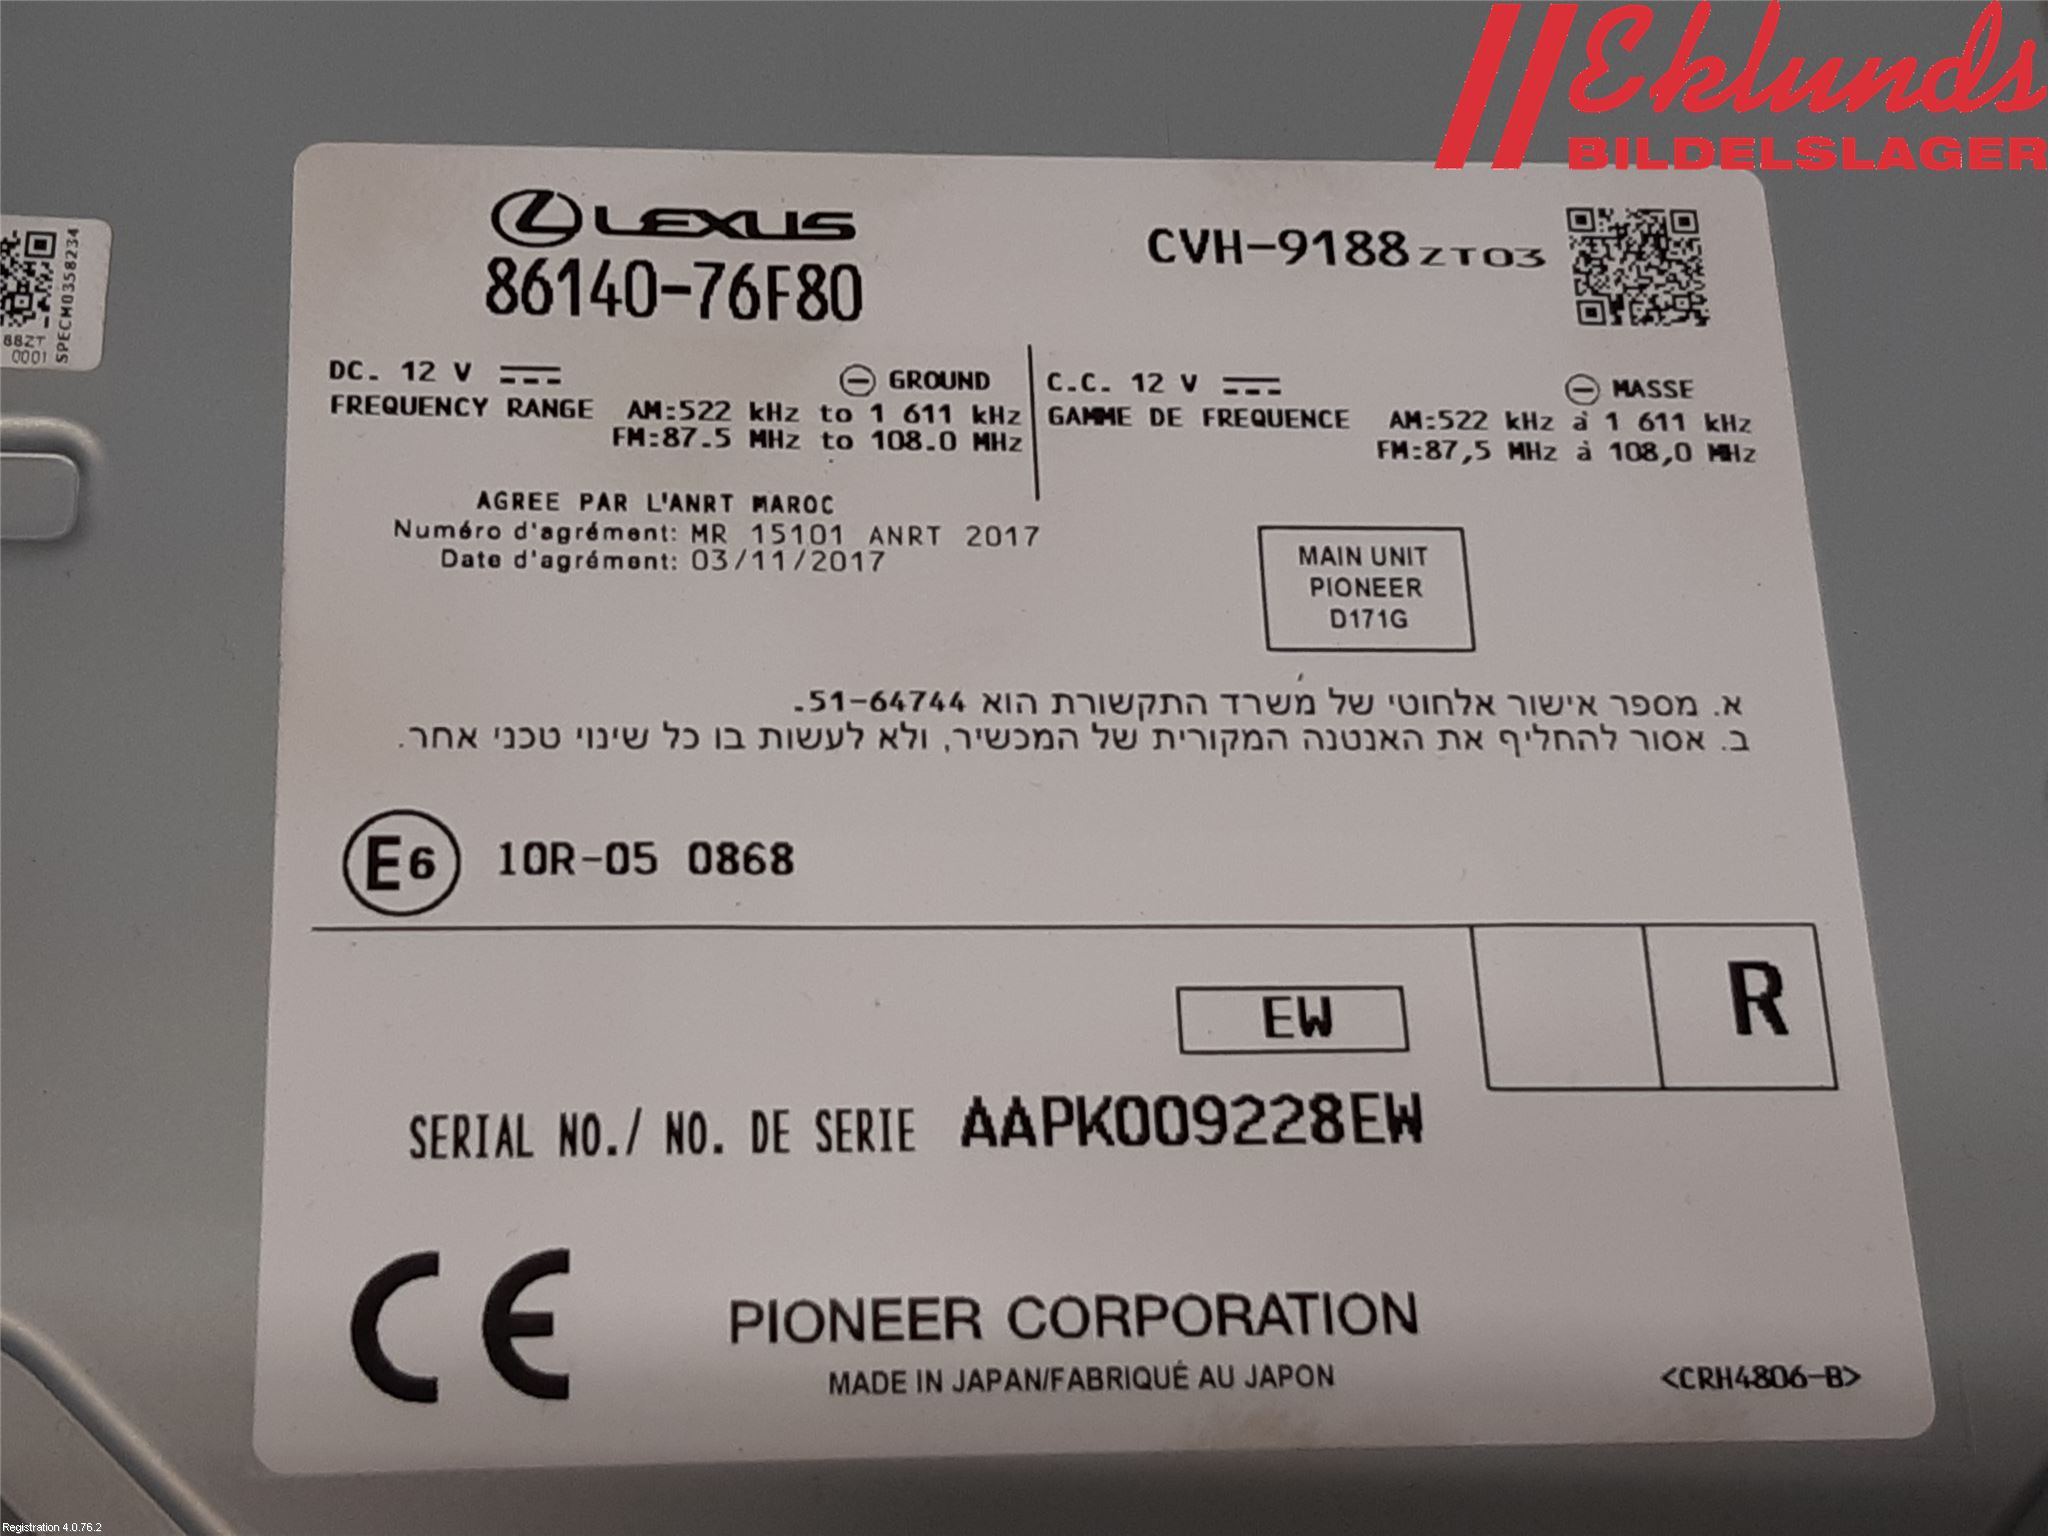 Eklunds
BILDELSLAGER
LEXUS
86140-76F80
CVH-9188 ZT03
SPECM0358234
88ZT
0001
DC. 12 V
⊖ GROUND
FREQUENCY RANGE AM:522 kHz to 1 611 kHz
FM:87.5 MHz to 108.0 MHz
C.C. 12 V
⊖ MASSE
GAMME DE FREQUENCE AM:522 kHz à 1 611 kHz
FM:87,5 MHz à 108,0 MHz
AGREE PAR L'ANRT MAROC
Numéro d'agrément: MR 15101 ANRT 2017
Date d'agrément: 03/11/2017
MAIN UNIT
PIONEER
D171G
א. מספר אישור אלחוטי של משרד התקשורת הוא 51-64744.
ב. אסור להחליף את האנטנה המקורית של המכשיר, ולא לעשות בו כל שינוי טכני אחר.
E6 10R-05 0868
R
EW
SERIAL NO./ NO. DE SERIE AAPK009228EW
CE
PIONEER CORPORATION
MADE IN JAPAN/FABRIQUÉ AU JAPON
<CRH4806-B>
Registration 4.0.76.2